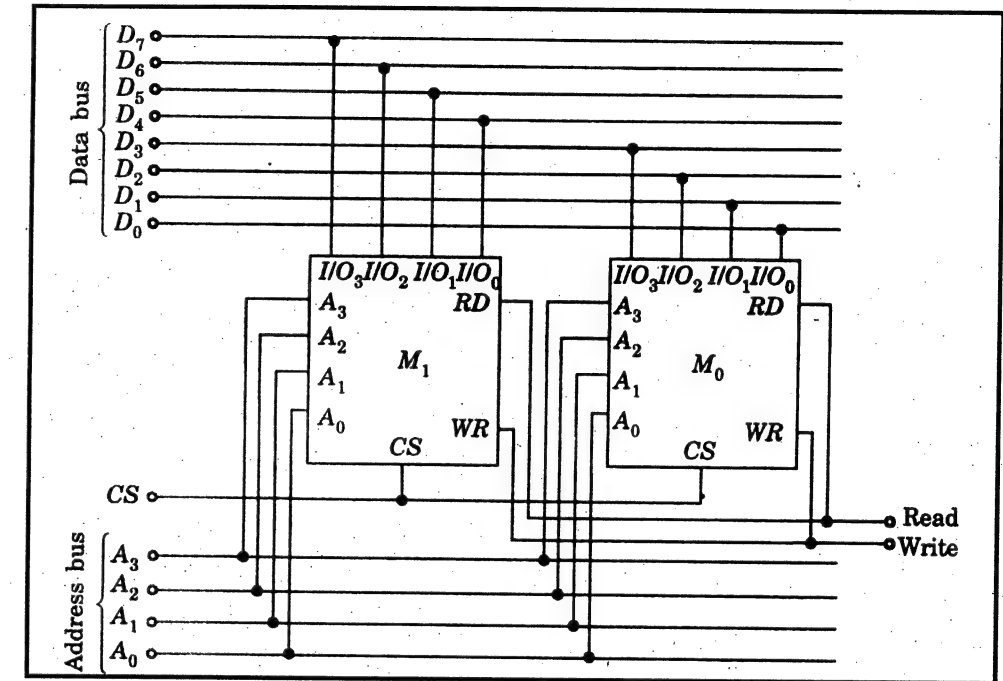 Data bus
D₇
D₆
D₅
D₄
D₃
D₂
D₁
D₀
I/O₃ I/O₂ I/O₁ I/O₀
A₃
A₂
A₁
A₀
RD
M₁
WR
CS
I/O₃ I/O₂ I/O₁ I/O₀
A₃
A₂
A₁
A₀
RD
M₀
WR
CS
CS
Read
Write
Address bus
A₃
A₂
A₁
A₀